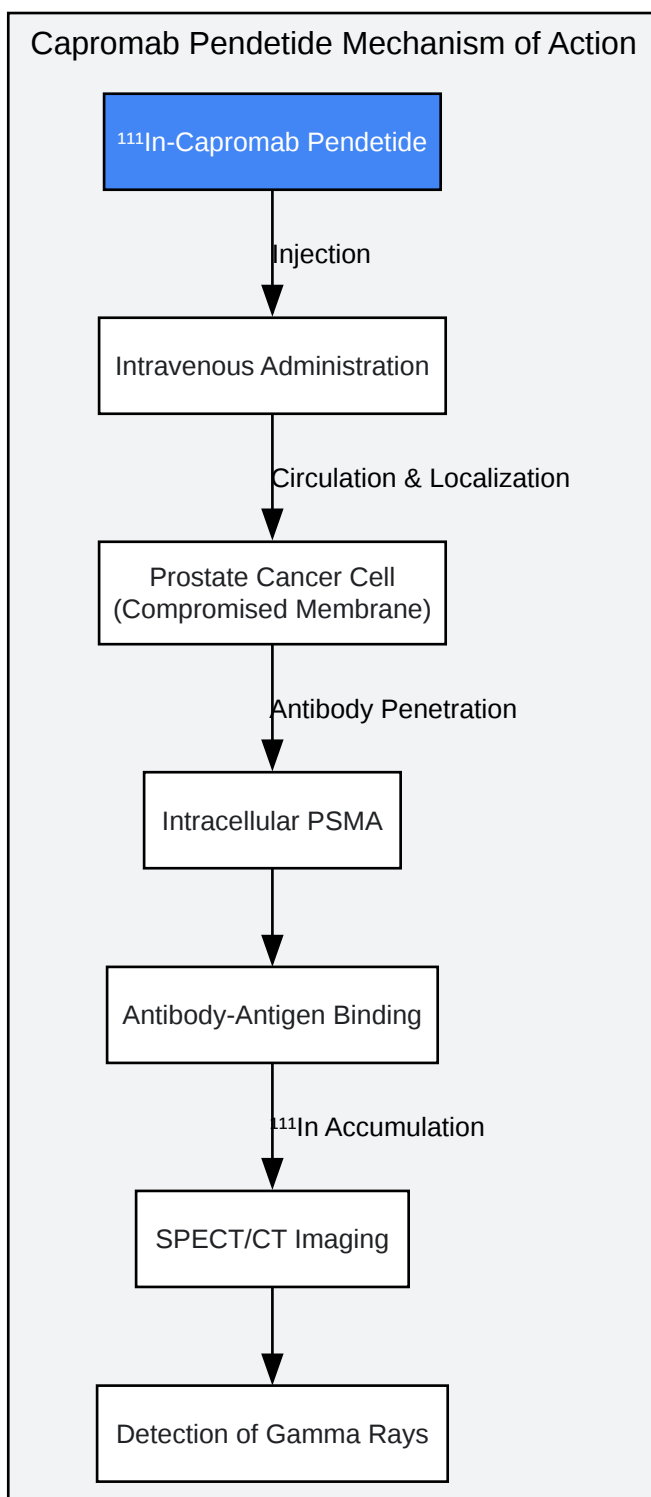 Capromab Pendetide Mechanism of Action
¹¹¹In-Capromab Pendetide
Injection
Intravenous Administration
Circulation & Localization
Prostate Cancer Cell
(Compromised Membrane)
Antibody Penetration
Intracellular PSMA
Antibody-Antigen Binding
¹¹¹In Accumulation
SPECT/CT Imaging
Detection of Gamma Rays